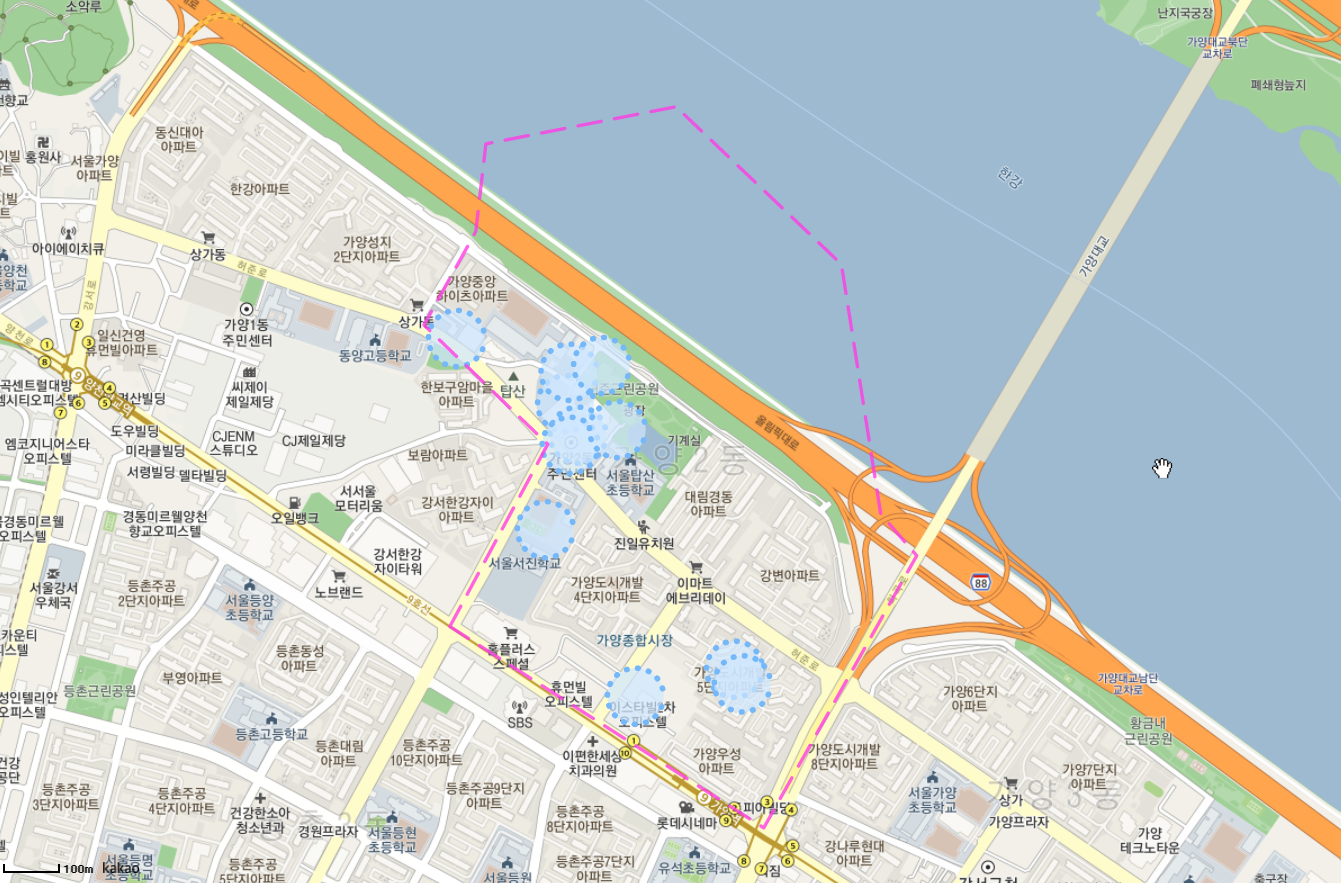 소악루
난지국궁장
가양대교북단
교차로
폐쇄형늪지
동신대아
아파트
홍원사
서울가양
아파트
한강아파트
한강
아이에이치큐
상가동
가양성지
2단지아파트
허준로
가양대교
강서로
가양중앙
하이츠아파트
가양1동
주민센터
상가동
동양고등학교
양천로
일신건영
휴먼빌아파트
씨제이
제일제당
한보구암마을
아파트
탑산
올림픽대로
도우빌딩
미라클빌딩
CJENM
스튜디오
CJ제일제당
기계실
가양2동
엠코지니어스타
오피스텔
서령빌딩
델타빌딩
보람아파트
주민센터
서울탑산
초등학교
서서울
모터리움
강서한강자이
아파트
대림경동
아파트
오일뱅크
경동미르웰양천
향교오피스텔
진일유치원
강서한강
자이타워
서울서진학교
가양도시개발
4단지아파트
이마트
에브리데이
강변아파트
88
서울강서
우체국
등촌주공
2단지아파트
서울등양
초등학교
노브랜드
9호선
가양종합시장
홈플러스
스페셜
허준로
등촌동성
아파트
부영아파트
등촌근린공원
휴먼빌
오피스텔
가양6단지
아파트
가양대교남단
교차로
SBS
황금내
근린공원
등촌고등학교
등촌대림
아파트
등촌주공
10단지아파트
이편한세상
치과의원
가양우성
아파트
가양도시개발
8단지아파트
등촌주공
3단지아파트
등촌주공
4단지아파트
등촌주공9단지
아파트
가양7단지
아파트
가양3동
상가
가양프라자
서울가양
초등학교
건강한소아
청소년과
경원프라자
서울등현
초등학교
등촌주공
8단지아파트
롯데시네마
강나루현대
아파트
가양
테크노타운
서울등명
초등학교
등촌주공
5단지아파트
서울등원
등촌주공7단지
아파트
유석초등학교
출구장
100m kakao